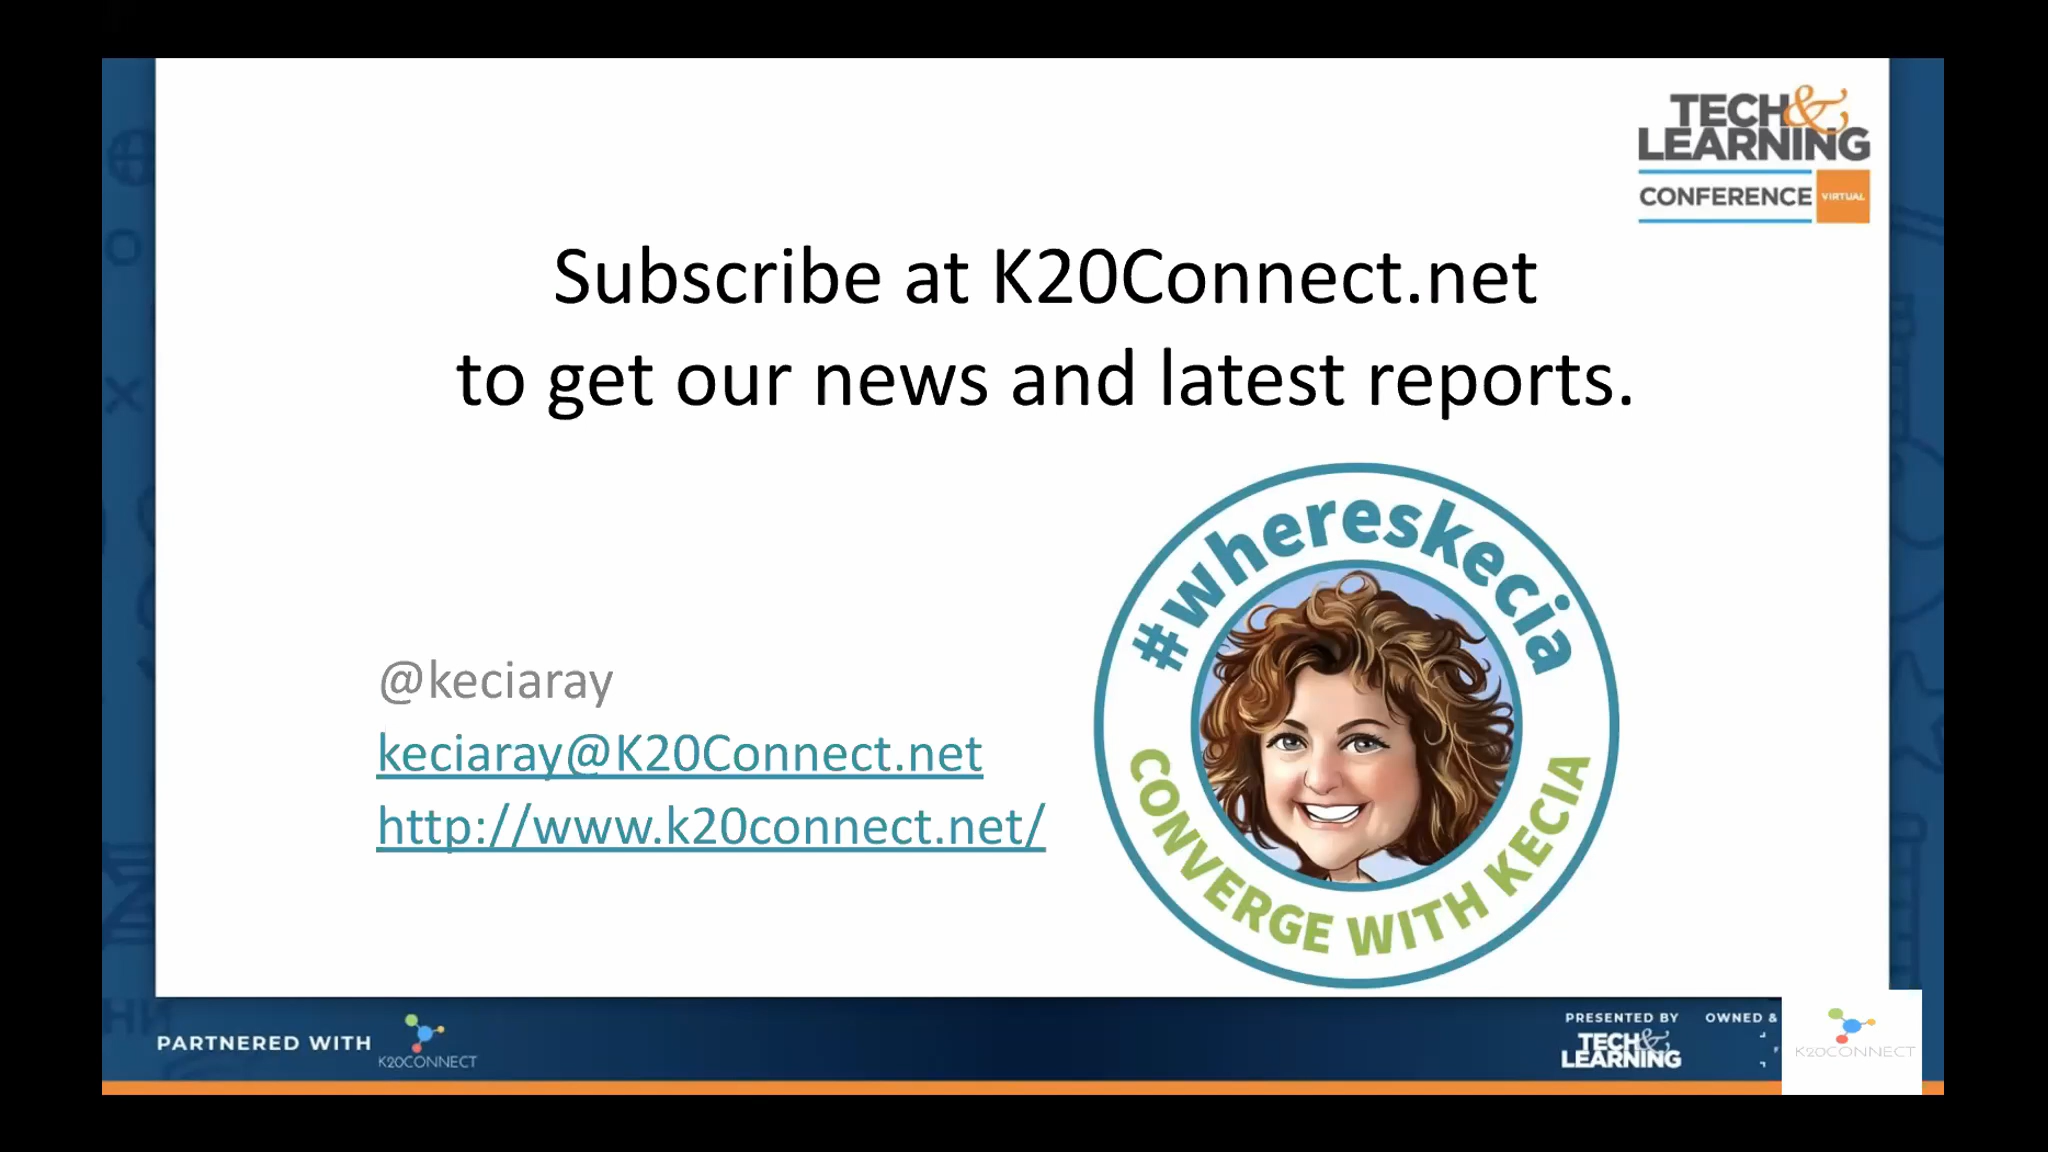 TECH&
LEARNING
CONFERENCE VIRTUAL
Subscribe at K20Connect.net
to get our news and latest reports.
#whereskecia
CONVERGE WITH KECIA
@keciaray
keciaray@K20Connect.net
http://www.k20connect.net/
PARTNERED WITH
K20CONNECT
PRESENTED BY
TECH&
LEARNING
OWNED &
K20CONNECT